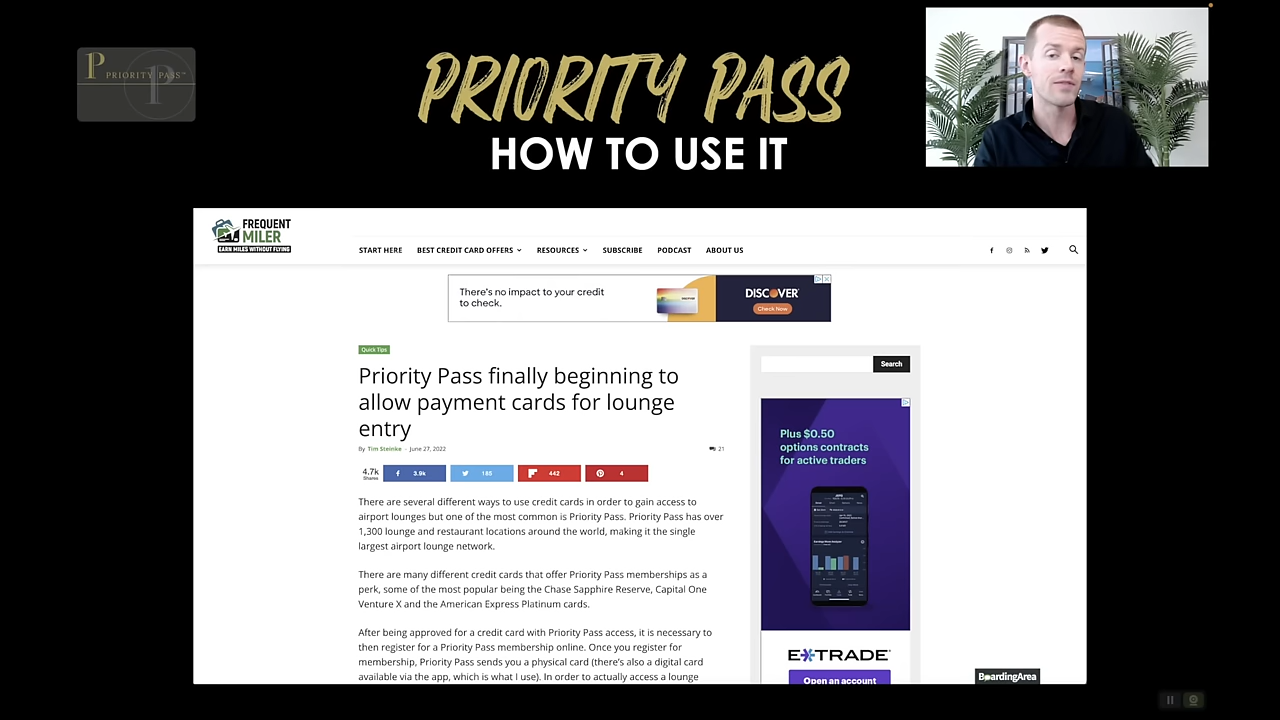 P PRIORITY PASS™
P
PRIORITY PASS
HOW TO USE IT
FREQUENT
MILER
EARN MILES WITHOUT FLYING
START HERE
BEST CREDIT CARD OFFERS
RESOURCES
SUBSCRIBE
PODCAST
ABOUT US
There's no impact to your credit
to check.
DISCOVER
Check Now
Quick Tips
Priority Pass finally beginning to
allow payment cards for lounge
entry
By Tim Steinke - June 27, 2022
21
4.7k
Shares
3.9k
185
442
4
There are several different ways to use credit cards in order to gain access to
airport lounges but one of the most common is Priority Pass. Priority Pass has over
1,300 lounge and restaurant locations around the world, making it the single
largest airport lounge network.
There are many different credit cards that offer Priority Pass memberships as a
perk, some of the most popular being the Chase Sapphire Reserve, Capital One
Venture X and the American Express Platinum cards.
After being approved for a credit card with Priority Pass access, it is necessary to
then register for a Priority Pass membership online. Once you register for
membership, Priority Pass sends you a physical card (there's also a digital card
available via the app, which is what I use). In order to actually access a lounge
Search
Plus $0.50
options contracts
for active traders
E*TRADE
Open an account
BoardingArea